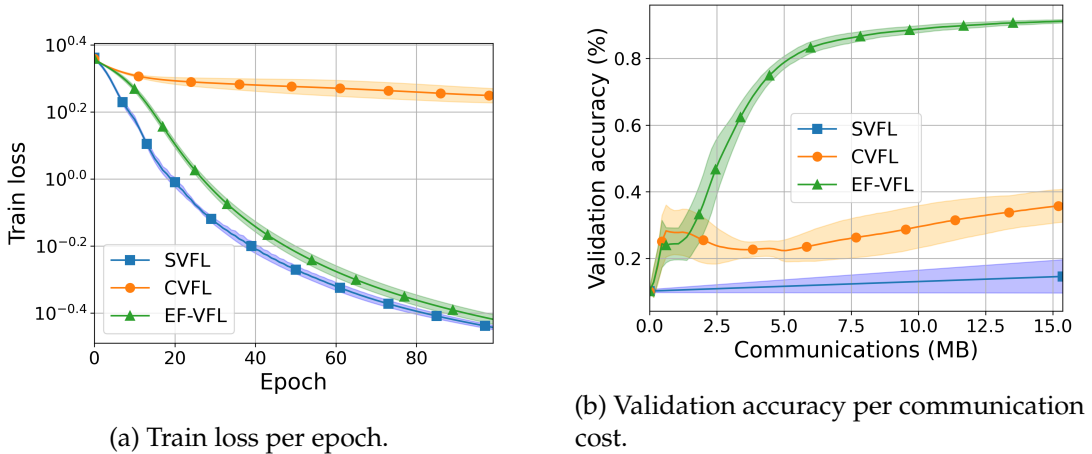 10^0.4
10^0.2
10^0.0
10^−0.2
10^−0.4
Train loss
SVFL
CVFL
EF-VFL
0 20 40 60 80
Epoch
(a) Train loss per epoch.
0.8
0.6
0.4
0.2
Validation accuracy (%)
SVFL
CVFL
EF-VFL
0.0 2.5 5.0 7.5 10.0 12.5 15.0
Communications (MB)
(b) Validation accuracy per communication
cost.